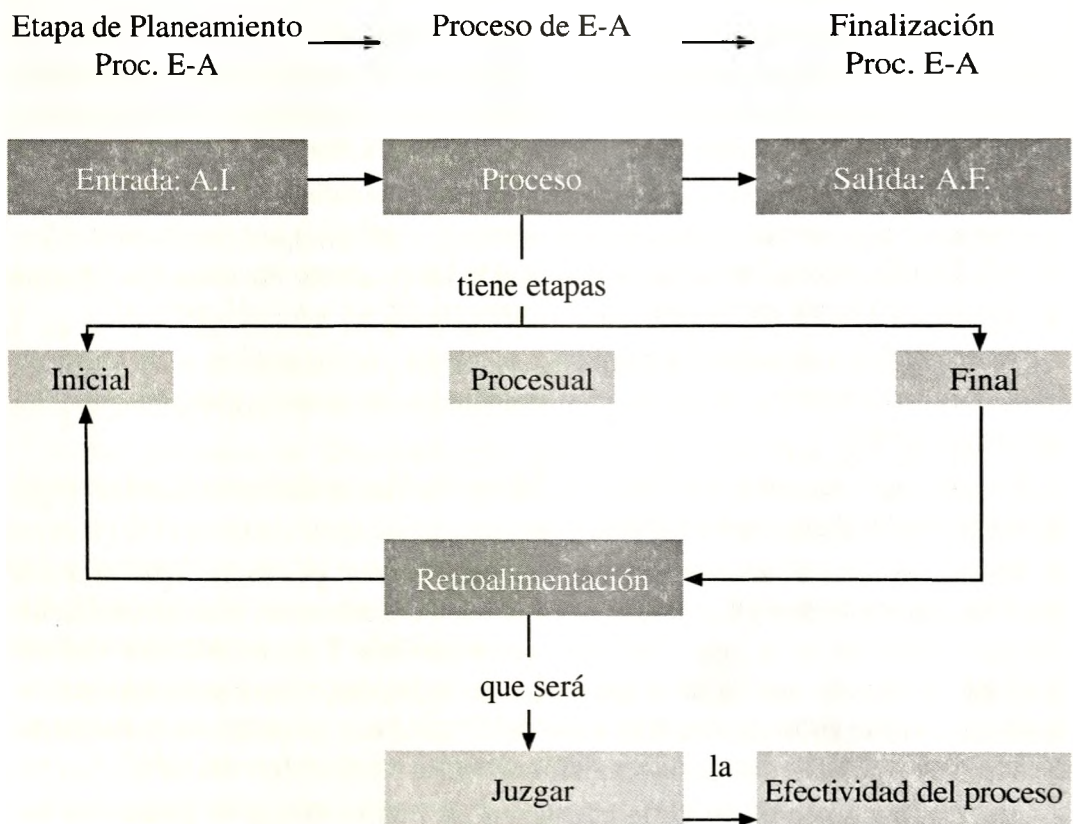 Etapa de Planeamiento
Proc. E-A
Proceso de E-A
Finalización
Proc. E-A
Entrada: A.I.
Proceso
Salida: A.F.
tiene etapas
Inicial
Procesual
Final
Retroalimentación
que será
Juzgar
la
Efectividad del proceso